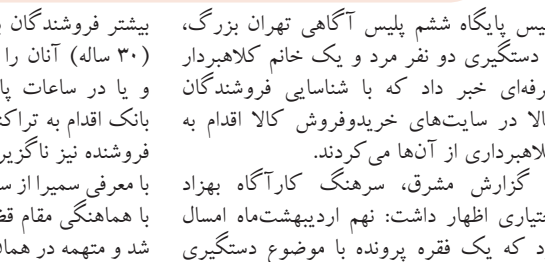 لیس پایگاه ششم پلیس آگاهی تهران بزرگ،
دستگیری دو نفر مرد و یک خانم کلاهبردار
رفه‌ای خبر داد که با شناسایی فروشندگان
الا در سایت‌های خریدوفروش کالا اقدام به
لاهبرداری از آن‌ها می‌کردند.
گزارش مشرق، سرهنگ کارآگاه بهزاد
ختیاری اظهار داشت: نهم اردیبهشت‌ماه امسال
د که یک فقره پرونده با موضوع دستگیری
بیشتر فروشندگان
(۳۰ ساله) آنان را
و یا در ساعات پا
بانک اقدام به تراک
فروشنده نیز ناگزیر
با معرفی سمیرا از س
با هماهنگی مقام قض
شد و متهمه در همان